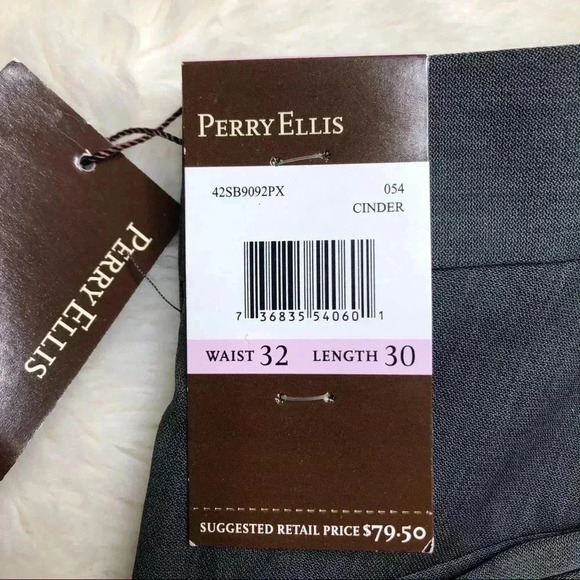 PERRY ELLIS
42SB9092PX 054
CINDER
7 36835 54060 1
WAIST 32 LENGTH 30
SUGGESTED RETAIL PRICE $79.50
PERRY ELLIS